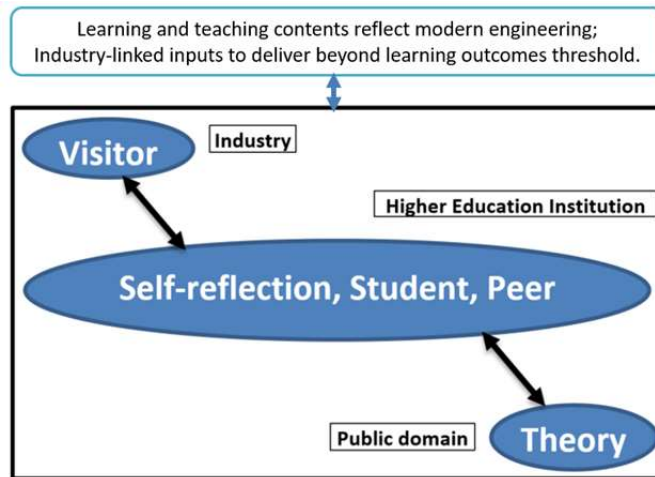 Learning and teaching contents reflect modern engineering;
Industry-linked inputs to deliver beyond learning outcomes threshold.
Visitor
Industry
Higher Education Institution
Self-reflection, Student, Peer
Public domain
Theory